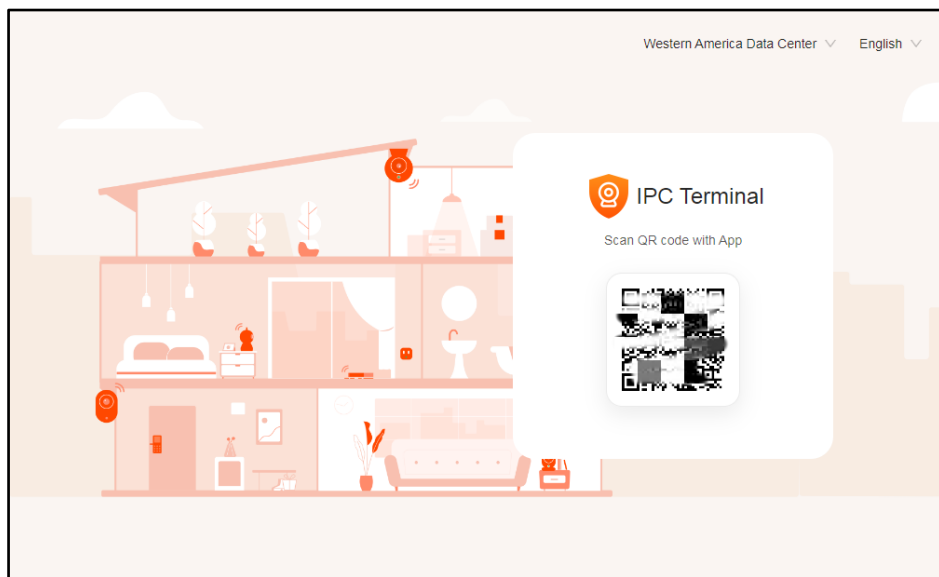 Western America Data Center
English
IPC Terminal
Scan QR code with App